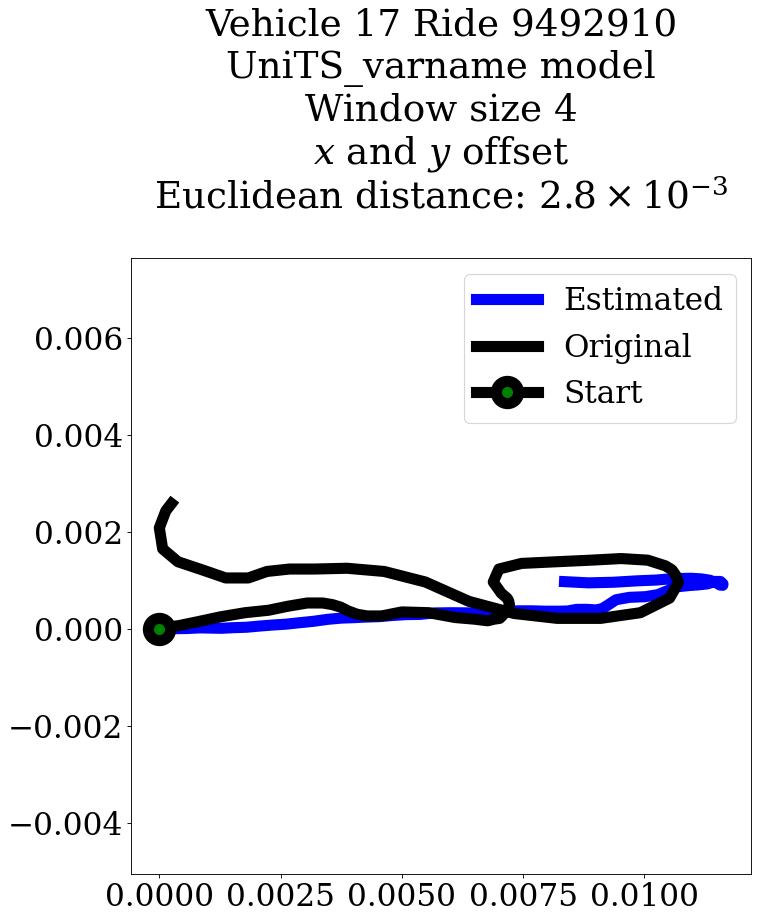 Vehicle 17 Ride 9492910
UniTS_varname model
Window size 4
x and y offset
Euclidean distance: 2.8 × 10⁻³
Estimated
Original
Start
0.006
0.004
0.002
0.000
−0.002
−0.004
0.0000 0.0025 0.0050 0.0075 0.0100